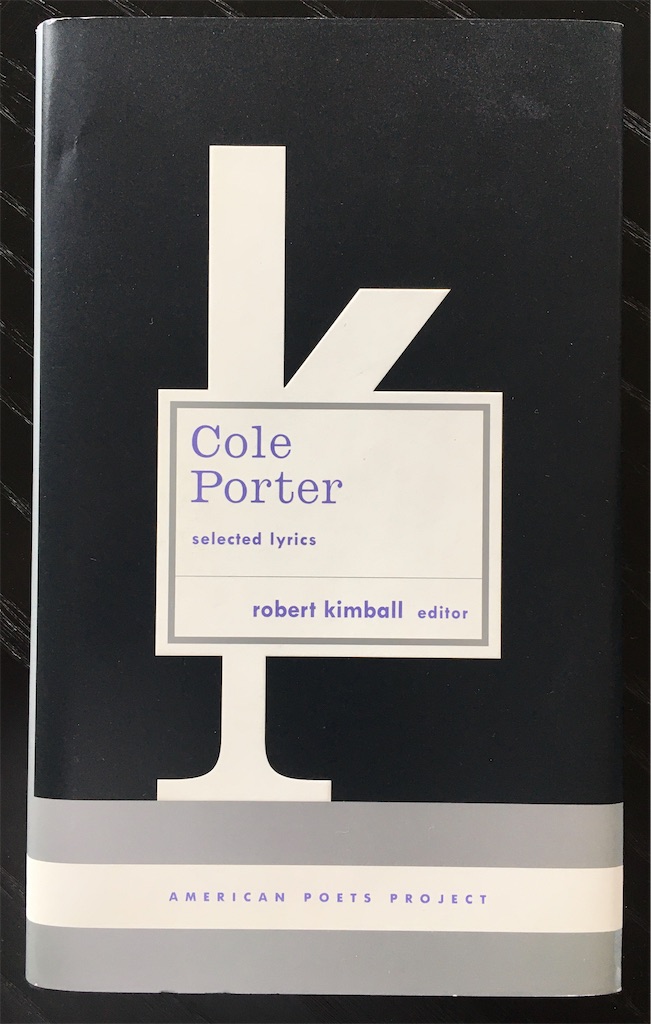 Cole
Porter
selected lyrics
robert kimball editor
AMERICAN POETS PROJECT